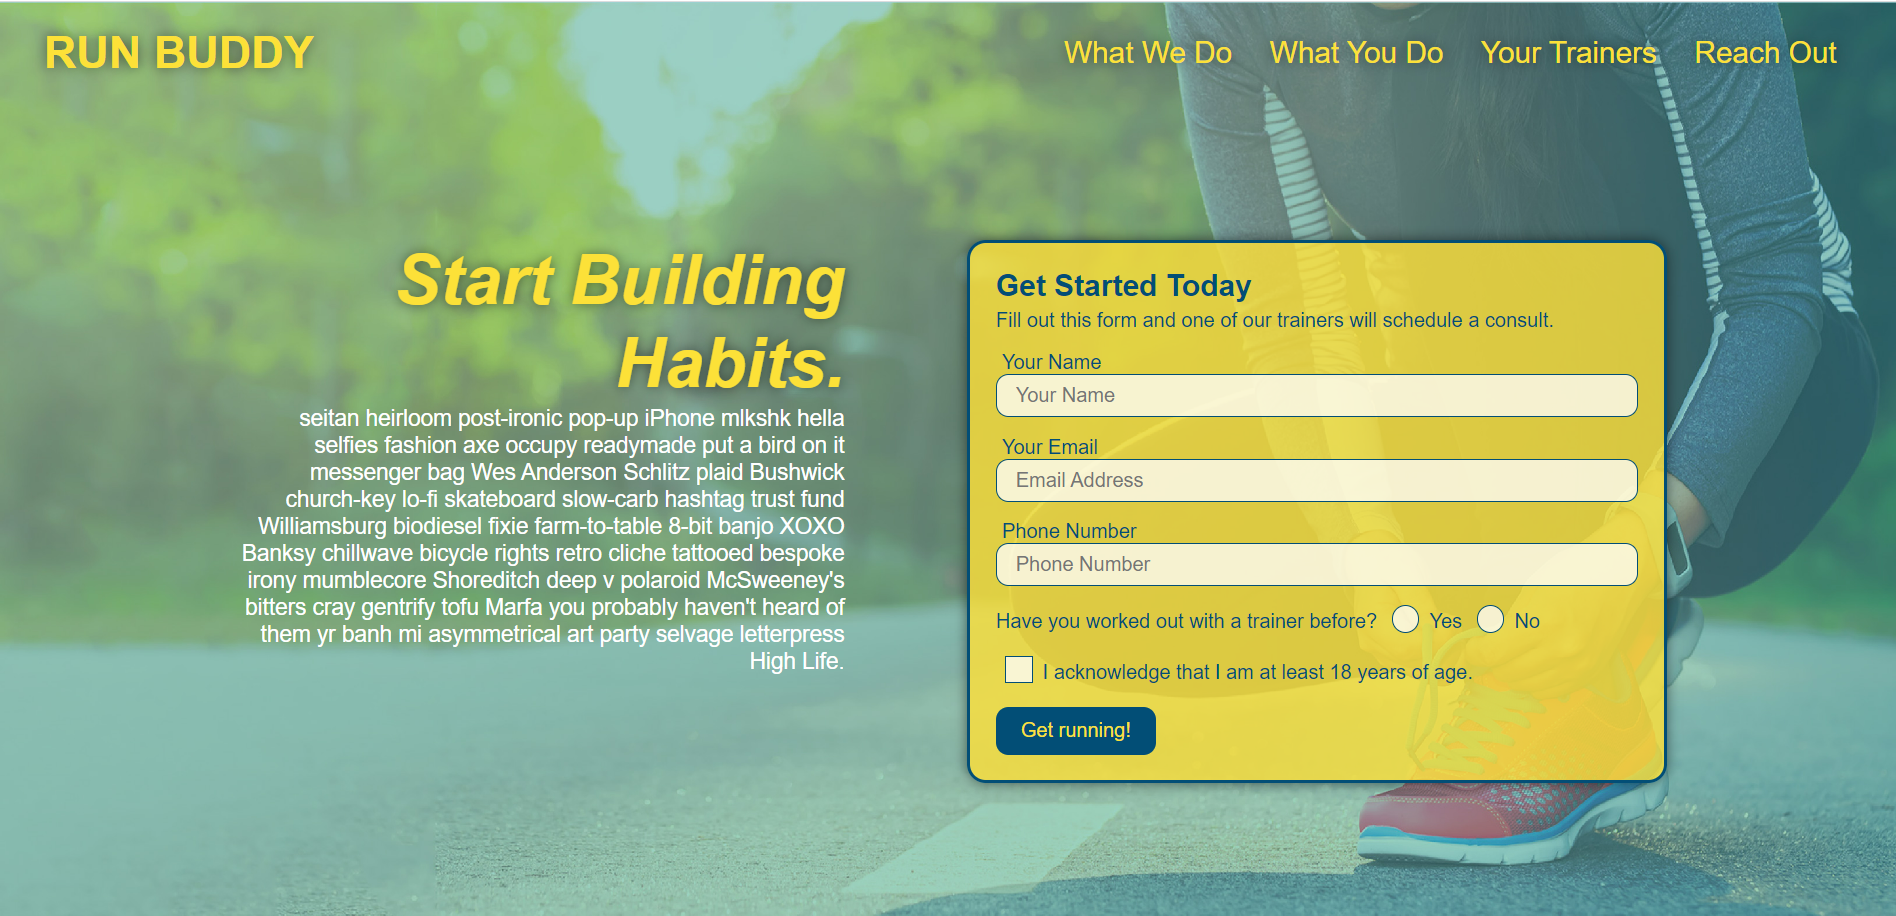 RUN BUDDY
What We Do What You Do Your Trainers Reach Out
Start Building
Habits.
seitan heirloom post-ironic pop-up iPhone mlkshk hella
selfies fashion axe occupy readymade put a bird on it
messenger bag Wes Anderson Schlitz plaid Bushwick
church-key lo-fi skateboard slow-carb hashtag trust fund
Williamsburg biodiesel fixie farm-to-table 8-bit banjo XOXO
Banksy chillwave bicycle rights retro cliche tattooed bespoke
irony mumblecore Shoreditch deep v polaroid McSweeney's
bitters cray gentrify tofu Marfa you probably haven't heard of
them yr banh mi asymmetrical art party selvage letterpress
High Life.
Get Started Today
Fill out this form and one of our trainers will schedule a consult.
Your Name
Your Name
Your Email
Email Address
Phone Number
Phone Number
Have you worked out with a trainer before? Yes No
I acknowledge that I am at least 18 years of age.
Get running!